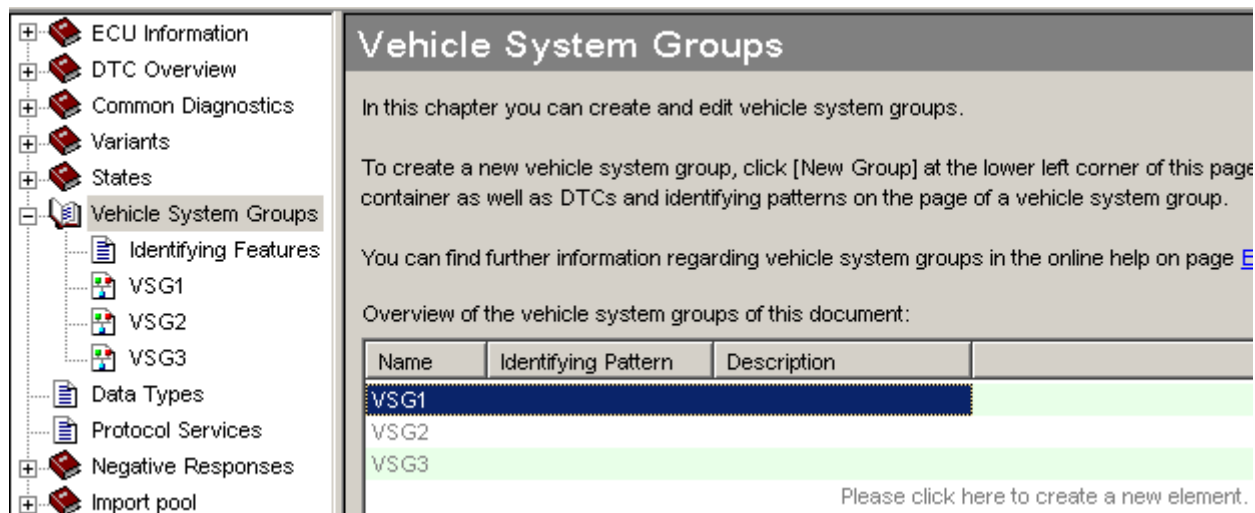 ECU Information
DTC Overview
Common Diagnostics
Variants
States
Vehicle System Groups
Identifying Features
VSG1
VSG2
VSG3
Data Types
Protocol Services
Negative Responses
Import pool
Vehicle System Groups
In this chapter you can create and edit vehicle system groups.
To create a new vehicle system group, click [New Group] at the lower left corner of this page
container as well as DTCs and identifying patterns on the page of a vehicle system group.
You can find further information regarding vehicle system groups in the online help on page E
Overview of the vehicle system groups of this document:
Name Identifying Pattern Description
VSG1
VSG2
VSG3
Please click here to create a new element.